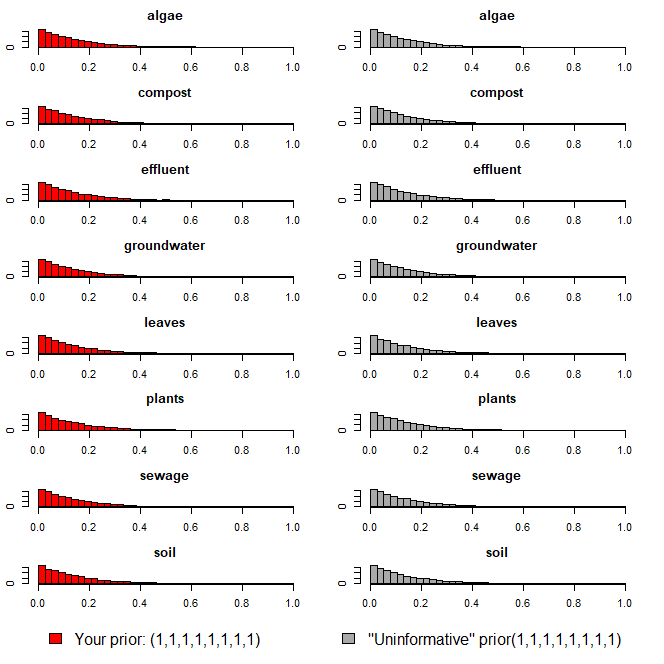 algae algae
0 0
0.0 0.2 0.4 0.6 0.8 1.0 0.0 0.2 0.4 0.6 0.8 1.0
compost compost
0 0
0.0 0.2 0.4 0.6 0.8 1.0 0.0 0.2 0.4 0.6 0.8 1.0
effluent effluent
0 0
0.0 0.2 0.4 0.6 0.8 1.0 0.0 0.2 0.4 0.6 0.8 1.0
groundwater groundwater
0 0
0.0 0.2 0.4 0.6 0.8 1.0 0.0 0.2 0.4 0.6 0.8 1.0
leaves leaves
0 0
0.0 0.2 0.4 0.6 0.8 1.0 0.0 0.2 0.4 0.6 0.8 1.0
plants plants
0 0
0.0 0.2 0.4 0.6 0.8 1.0 0.0 0.2 0.4 0.6 0.8 1.0
sewage sewage
0 0
0.0 0.2 0.4 0.6 0.8 1.0 0.0 0.2 0.4 0.6 0.8 1.0
soil soil
0 0
0.0 0.2 0.4 0.6 0.8 1.0 0.0 0.2 0.4 0.6 0.8 1.0
Your prior: (1,1,1,1,1,1,1,1) "Uninformative" prior(1,1,1,1,1,1,1,1)